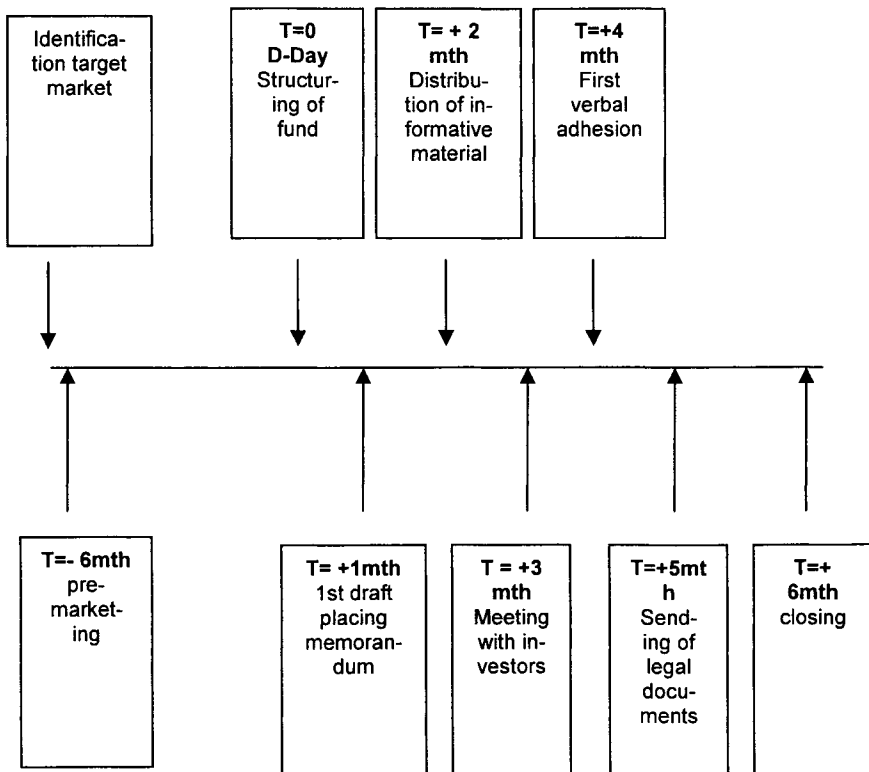 Identifica-
tion target
market
T=0
D-Day
Structur-
ing of
fund
T= + 2
mth
Distribu-
tion of in-
formative
material
T=+4
mth
First
verbal
adhesion
T=- 6mth
pre-
market-
ing
T= +1mth
1st draft
placing
memoran-
dum
T = +3
mth
Meeting
with in-
vestors
T=+5mt
h
Send-
ing of
legal
docu-
ments
T=+
6mth
closing